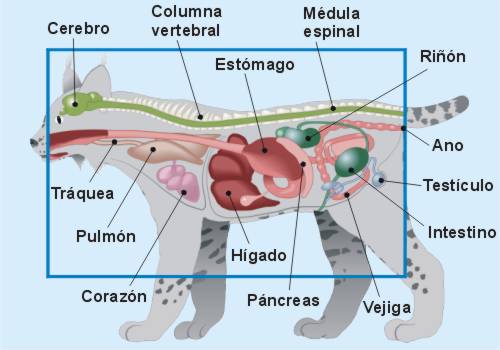 Cerebro
Columna
vertebral
Médula
espinal
Estómago
Riñón
Ano
Tráquea
Testículo
Pulmón
Hígado
Intestino
Corazón
Páncreas
Vejiga